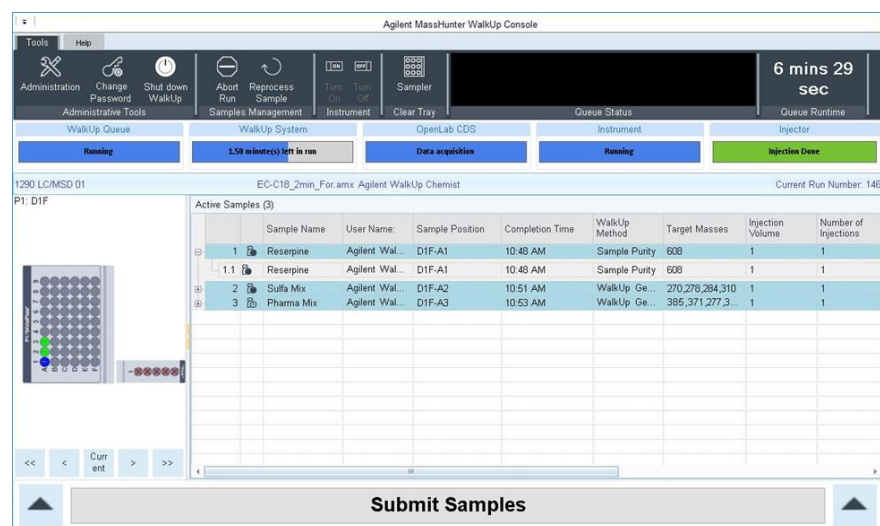 Agilent MassHunter WalkUp Console
Tools Help
Administration Change Password Shut down WalkUp Abort Run Reprocess Sample Turn On Turn Off Sampler
6 mins 29 sec
Administrative Tools Samples Management Instrument Clear Tray Queue Status Queue Runtime
WalkUp Queue WalkUp System OpenLab CDS Instrument Injector
Running 1.50 minute(s) left in run Data acquisition Running Injection Done
1290 LC/MSD 01 EC-C18_2min_For.amx Agilent WalkUp Chemist Current Run Number: 146
P1: D1F
Active Samples (3)
Sample Name User Name: Sample Position Completion Time WalkUp Method Target Masses Injection Volume Number of Injections
1 Reserpine Agilent Wal... D1F-A1 10:48 AM Sample Purity 608 1 1
1.1 Reserpine Agilent Wal... D1F-A1 10:48 AM Sample Purity 608 1 1
2 Sulfa Mix Agilent Wal... D1F-A2 10:51 AM WalkUp Ge... 270,278,284,310 1 1
3 Pharma Mix Agilent Wal... D1F-A3 10:53 AM WalkUp Ge... 385,371,277,3... 1 1
A B C D E F
<< < Current > >>
Submit Samples